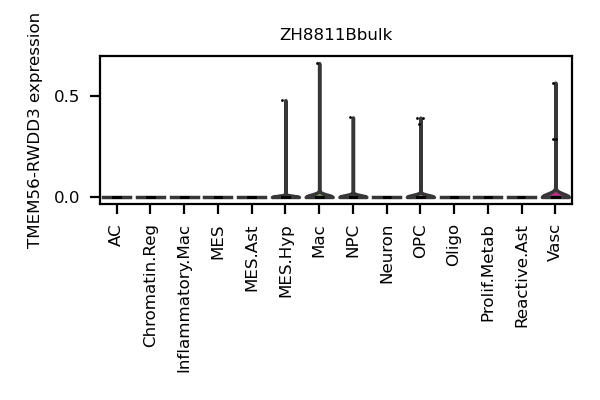 ZH8811Bbulk
TMEM56-RWDD3 expression
0.5
0.0
AC
Chromatin.Reg
Inflammatory.Mac
MES
MES.Ast
MES.Hyp
Mac
NPC
Neuron
OPC
Oligo
Prolif.Metab
Reactive.Ast
Vasc